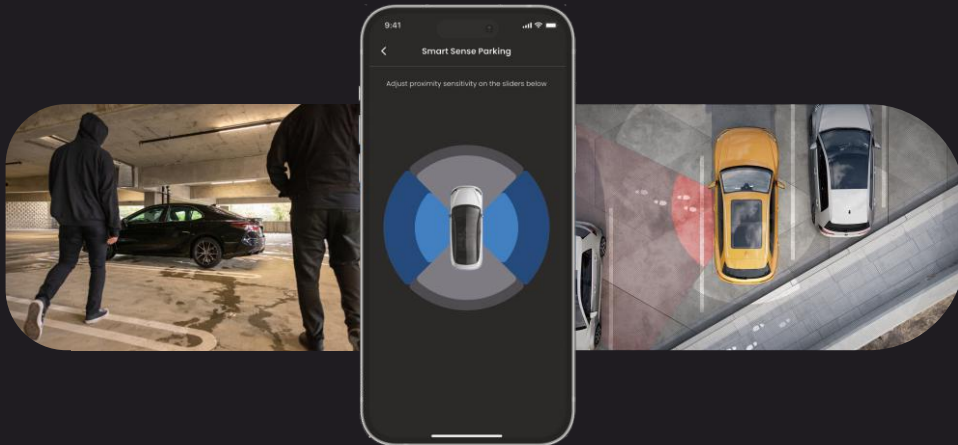 9:41
Smart Sense Parking
Adjust proximity sensitivity on the sliders below